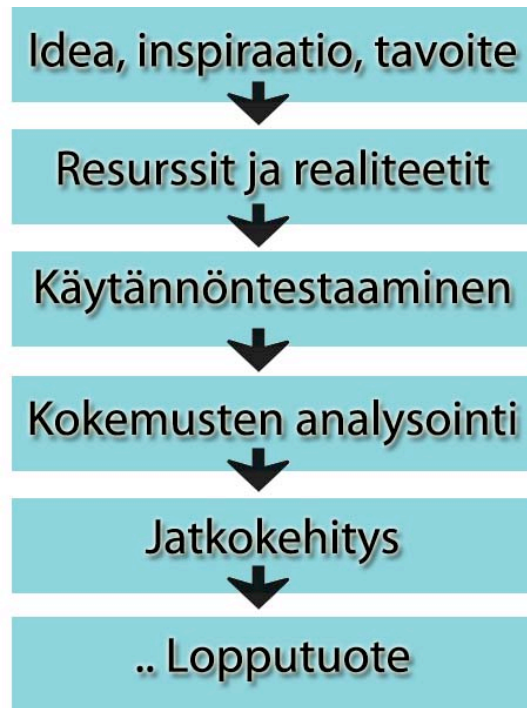 Idea, inspiraatio, tavoite
Resurssit ja realiteetit
Käytännöntestaaminen
Kokemusten analysointi
Jatkokehitys
.. Lopputuote